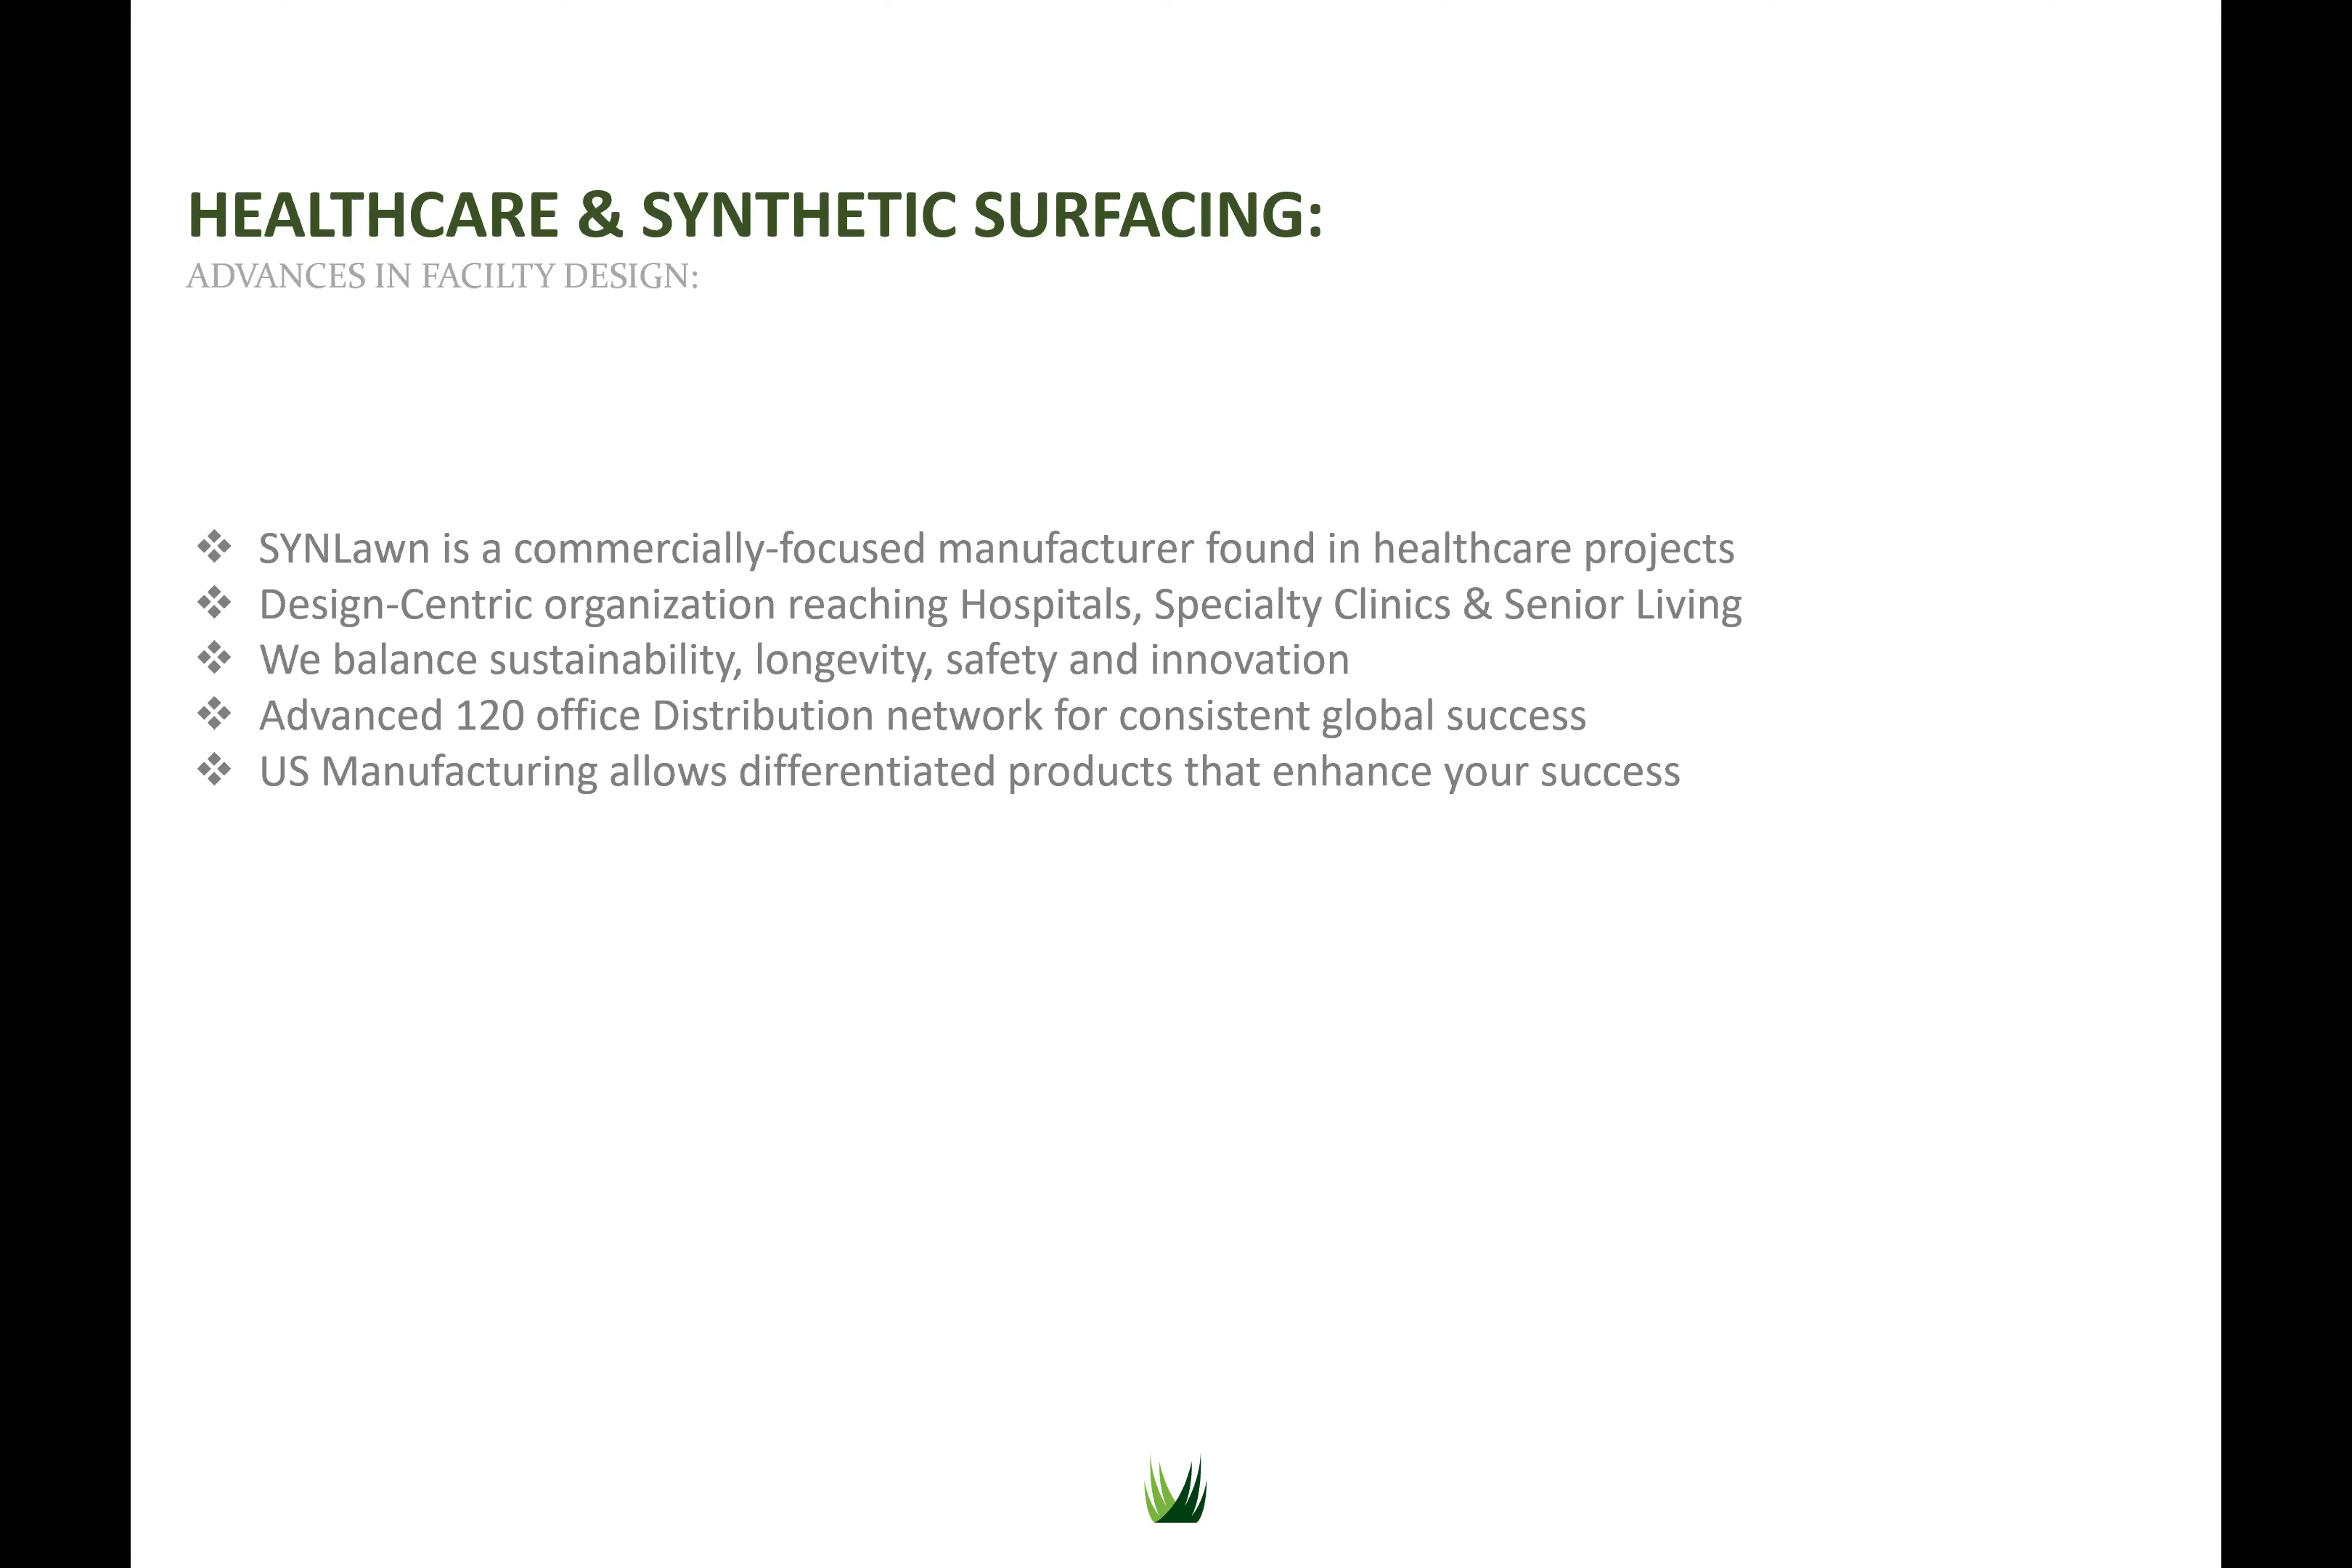 HEALTHCARE & SYNTHETIC SURFACING:
ADVANCES IN FACILTY DESIGN:
❖ SYNLawn is a commercially-focused manufacturer found in healthcare projects
❖ Design-Centric organization reaching Hospitals, Specialty Clinics & Senior Living
❖ We balance sustainability, longevity, safety and innovation
❖ Advanced 120 office Distribution network for consistent global success
❖ US Manufacturing allows differentiated products that enhance your success